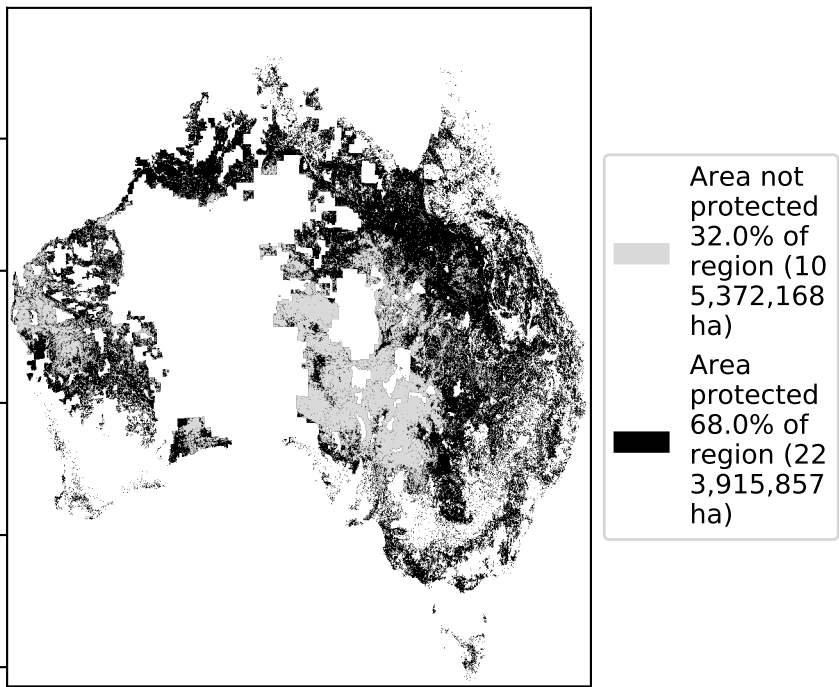 Area not
protected
32.0% of
region (10
5,372,168
ha)
Area
protected
68.0% of
region (22
3,915,857
ha)